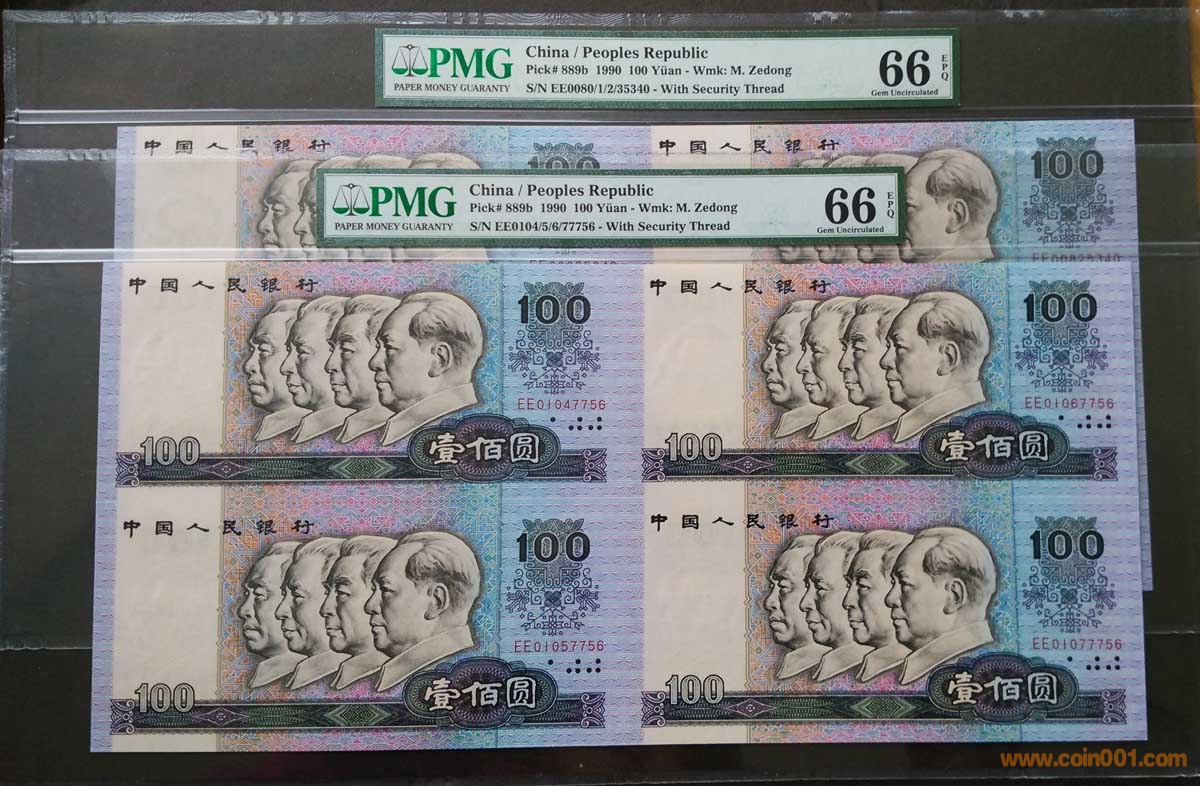 PMG
PAPER MONEY GUARANTY
China / Peoples Republic
Pick# 889b 1990 100 Yüan - Wmk: M. Zedong
S/N EE0080/1/2/35340 - With Security Thread
66 EPQ
Gem Uncirculated
中国人民银行
100
中国人民银行
100
EE00825340
PMG
PAPER MONEY GUARANTY
China / Peoples Republic
Pick# 889b 1990 100 Yüan - Wmk: M. Zedong
S/N EE0104/5/6/77756 - With Security Thread
66 EPQ
Gem Uncirculated
中国人民银行
100
EE01047756
100
壹佰圆
中国人民银行
100
EE01067756
100
壹佰圆
中国人民银行
100
EE01057756
100
壹佰圆
中国人民银行
100
EE01077756
100
壹佰圆
www.coin001.com